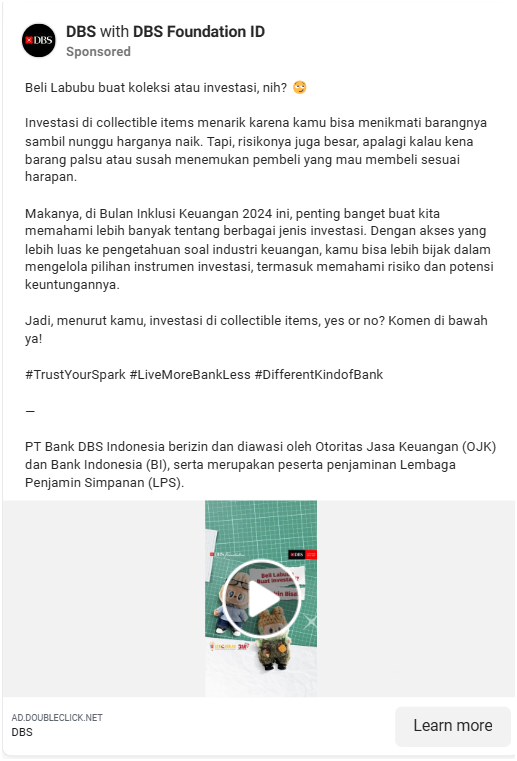 DBS with DBS Foundation ID
Sponsored
Beli Labubu buat koleksi atau investasi, nih? 🙄
Investasi di collectible items menarik karena kamu bisa menikmati barangnya
sambil nunggu harganya naik. Tapi, risikonya juga besar, apalagi kalau kena
barang palsu atau susah menemukan pembeli yang mau membeli sesuai
harapan.
Makanya, di Bulan Inklusi Keuangan 2024 ini, penting banget buat kita
memahami lebih banyak tentang berbagai jenis investasi. Dengan akses yang
lebih luas ke pengetahuan soal industri keuangan, kamu bisa lebih bijak dalam
mengelola pilihan instrumen investasi, termasuk memahami risiko dan potensi
keuntungannya.
Jadi, menurut kamu, investasi di collectible items, yes or no? Komen di bawah
ya!
#TrustYourSpark #LiveMoreBankLess #DifferentKindofBank
—
PT Bank DBS Indonesia berizin dan diawasi oleh Otoritas Jasa Keuangan (OJK)
dan Bank Indonesia (BI), serta merupakan peserta penjaminan Lembaga
Penjamin Simpanan (LPS).
DBS
DBS
Beli Labubu
Buat Investasi?
Bisa
AD.DOUBLECLICK.NET
DBS
Learn more